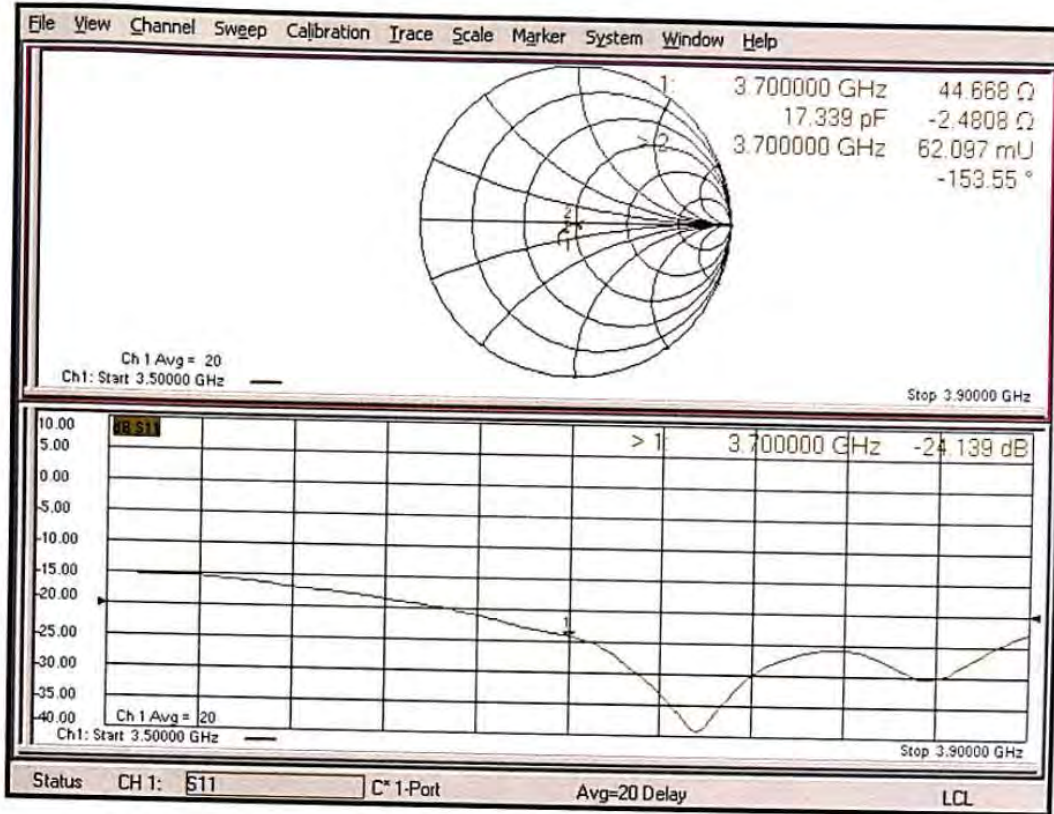 File View Channel Sweep Calibration Trace Scale Marker System Window Help
1: 3.700000 GHz 44.668 Ω
17.339 pF -2.4808 Ω
> 2: 3.700000 GHz 62.097 mU
-153.55 °
2
1
Ch 1 Avg = 20
Ch1: Start 3.50000 GHz
Stop 3.90000 GHz
10.00
dB S11
> 1: 3.700000 GHz -24.139 dB
5.00
0.00
-5.00
-10.00
-15.00
-20.00
1
-25.00
-30.00
-35.00
-40.00
Ch 1 Avg = 20
Ch1: Start 3.50000 GHz
Stop 3.90000 GHz
Status CH 1: S11 C* 1-Port Avg=20 Delay LCL